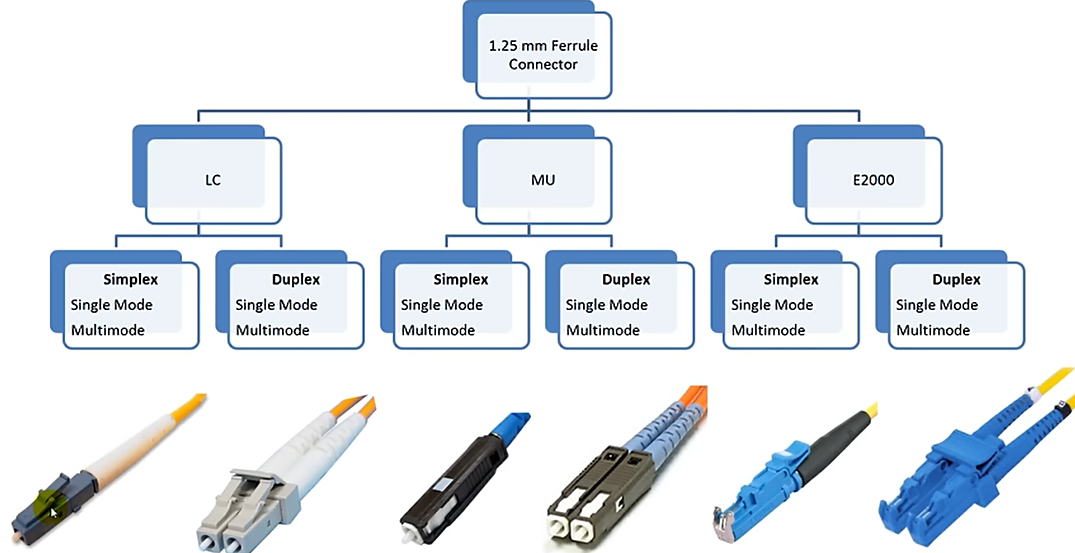 1.25 mm Ferrule
Connector
LC
MU
E2000
Simplex
Single Mode
Multimode
Duplex
Single Mode
Multimode
Simplex
Single Mode
Multimode
Duplex
Single Mode
Multimode
Simplex
Single Mode
Multimode
Duplex
Single Mode
Multimode